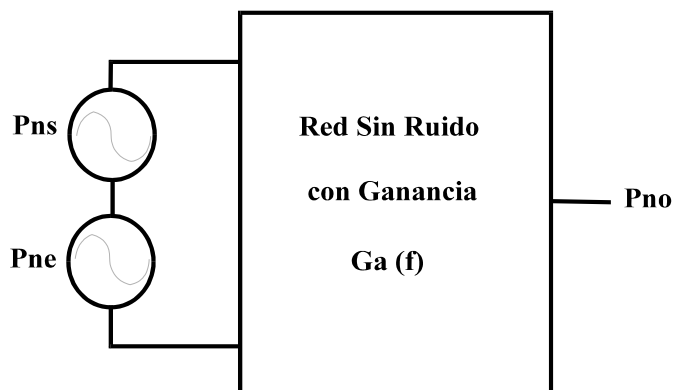 Pns
Pne
Red Sin Ruido
con Ganancia
Ga (f)
Pno